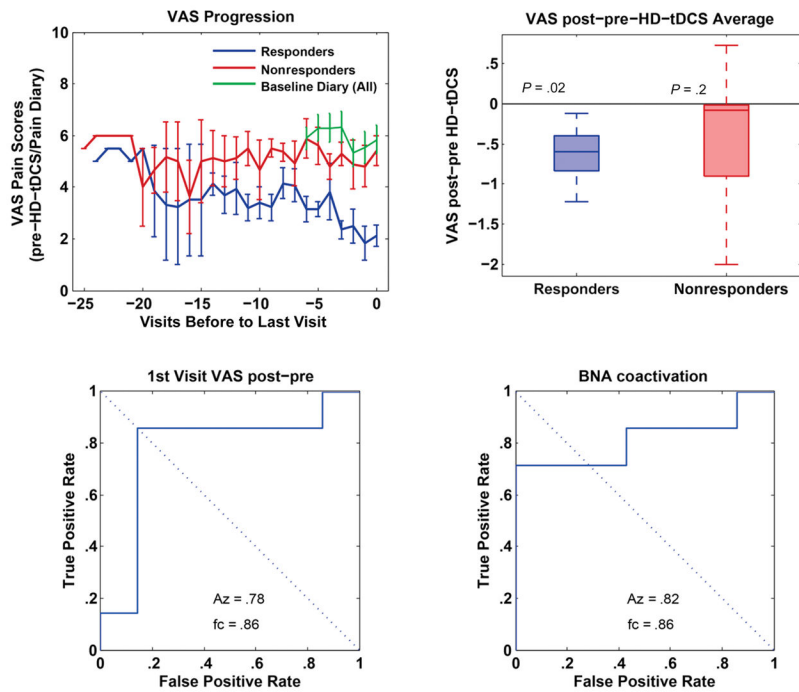 VAS Progression
Responders
Nonresponders
Baseline Diary (All)
VAS Pain Scores
(pre-HD-tDCS/Pain Diary)
10
8
6
4
2
0
−25 −20 −15 −10 −5 0
Visits Before to Last Visit
VAS post−pre−HD−tDCS Average
P = .02
P = .2
VAS post−pre HD−tDCS
.5
0
−0.5
−1
−1.5
−2
Responders Nonresponders
1st Visit VAS post−pre
True Positive Rate
1
.8
.6
.4
.2
0
Az = .78
fc = .86
0 .2 .4 .6 .8 1
False Positive Rate
BNA coactivation
True Positive Rate
1
.8
.6
.4
.2
0
Az = .82
fc = .86
0 .2 .4 .6 .8 1
False Positive Rate